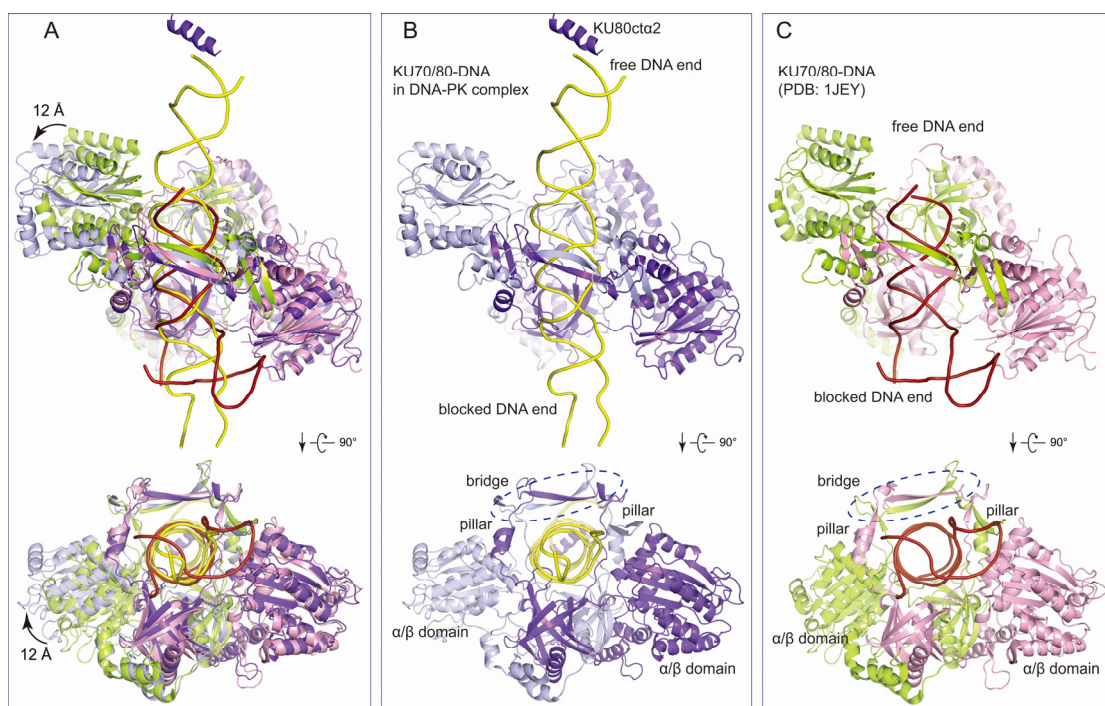 A
12 Å
12 Å
B
KU80ctα2
KU70/80-DNA
in DNA-PK complex
free DNA end
blocked DNA end
90°
bridge
pillar
pillar
α/β domain
α/β domain
C
KU70/80-DNA
(PDB: 1JEY)
free DNA end
blocked DNA end
90°
bridge
pillar
pillar
α/β domain
α/β domain